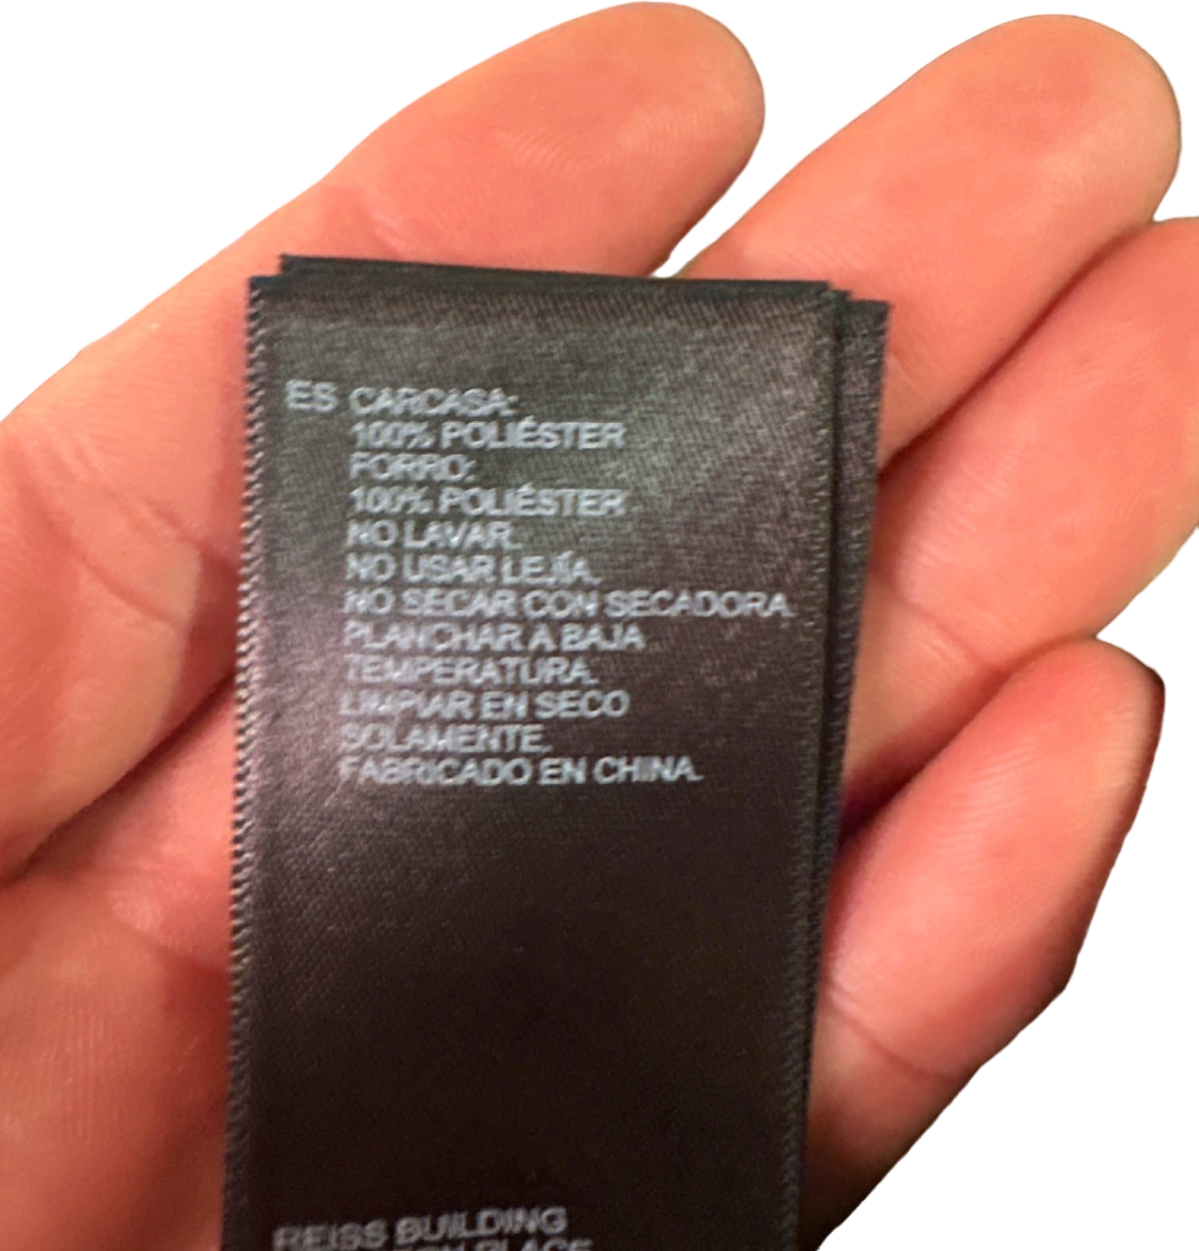 ES CARCASA:
100% POLIÉSTER
FORRO:
100% POLIÉSTER
NO LAVAR.
NO USAR LEJÍA.
NO SECAR CON SECADORA.
PLANCHAR A BAJA
TEMPERATURA.
LIMPIAR EN SECO
SOLAMENTE.
FABRICADO EN CHINA.
REISS BUILDING
PLACE